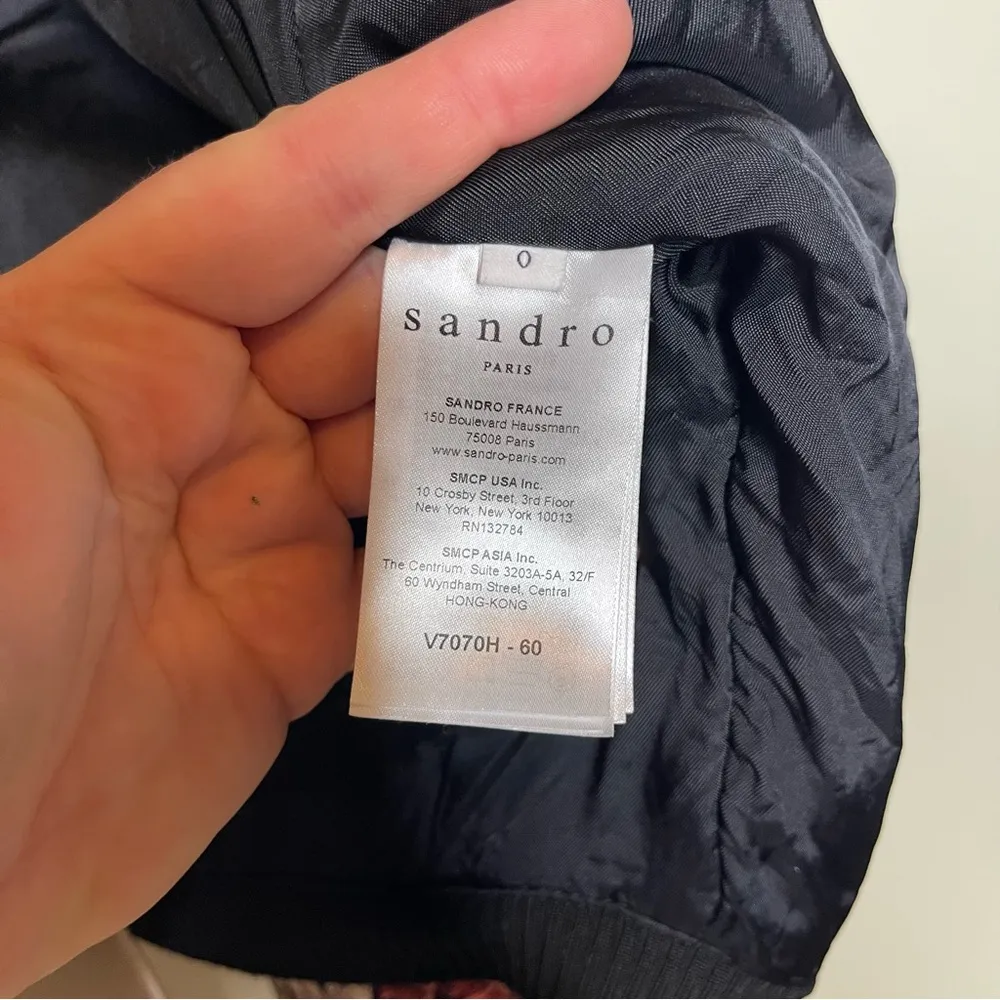 0
sandro
PARIS
SANDRO FRANCE
150 Boulevard Haussmann
75008 Paris
www.sandro-paris.com
SMCP USA Inc.
10 Crosby Street, 3rd Floor
New York, New York 10013
RN132784
SMCP ASIA Inc.
The Centrium, Suite 3203A-5A, 32/F
60 Wyndham Street, Central
HONG-KONG
V7070H - 60